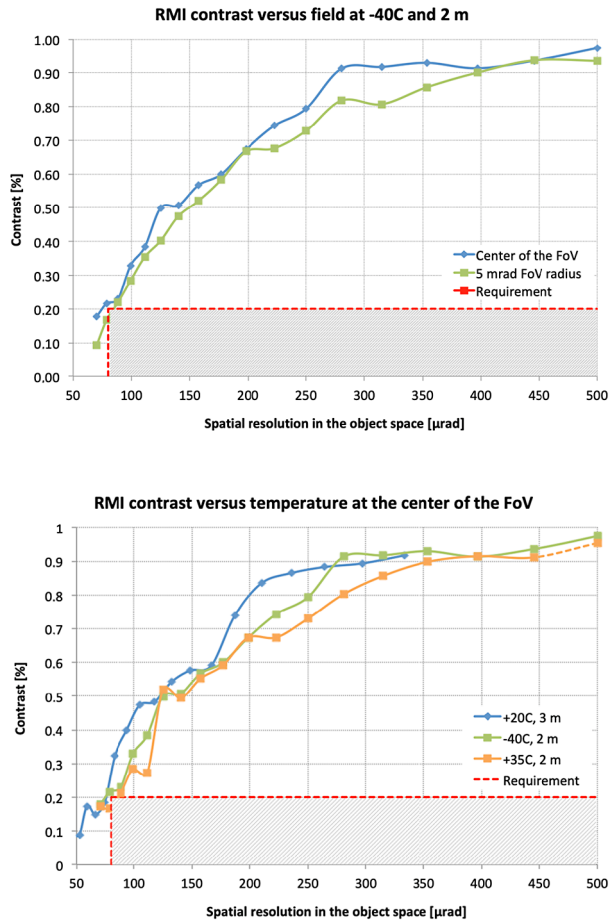 RMI contrast versus field at -40C and 2 m
1.00
0.90
0.80
0.70
0.60
0.50
0.40
0.30
0.20
0.10
0.00
Contrast [%]
Center of the FoV
5 mrad FoV radius
Requirement
50 100 150 200 250 300 350 400 450 500
Spatial resolution in the object space [µrad]
RMI contrast versus temperature at the center of the FoV
1
0.9
0.8
0.7
0.6
0.5
0.4
0.3
0.2
0.1
0
Contrast [%]
+20C, 3 m
-40C, 2 m
+35C, 2 m
Requirement
50 100 150 200 250 300 350 400 450 500
Spatial resolution in the object space [µrad]